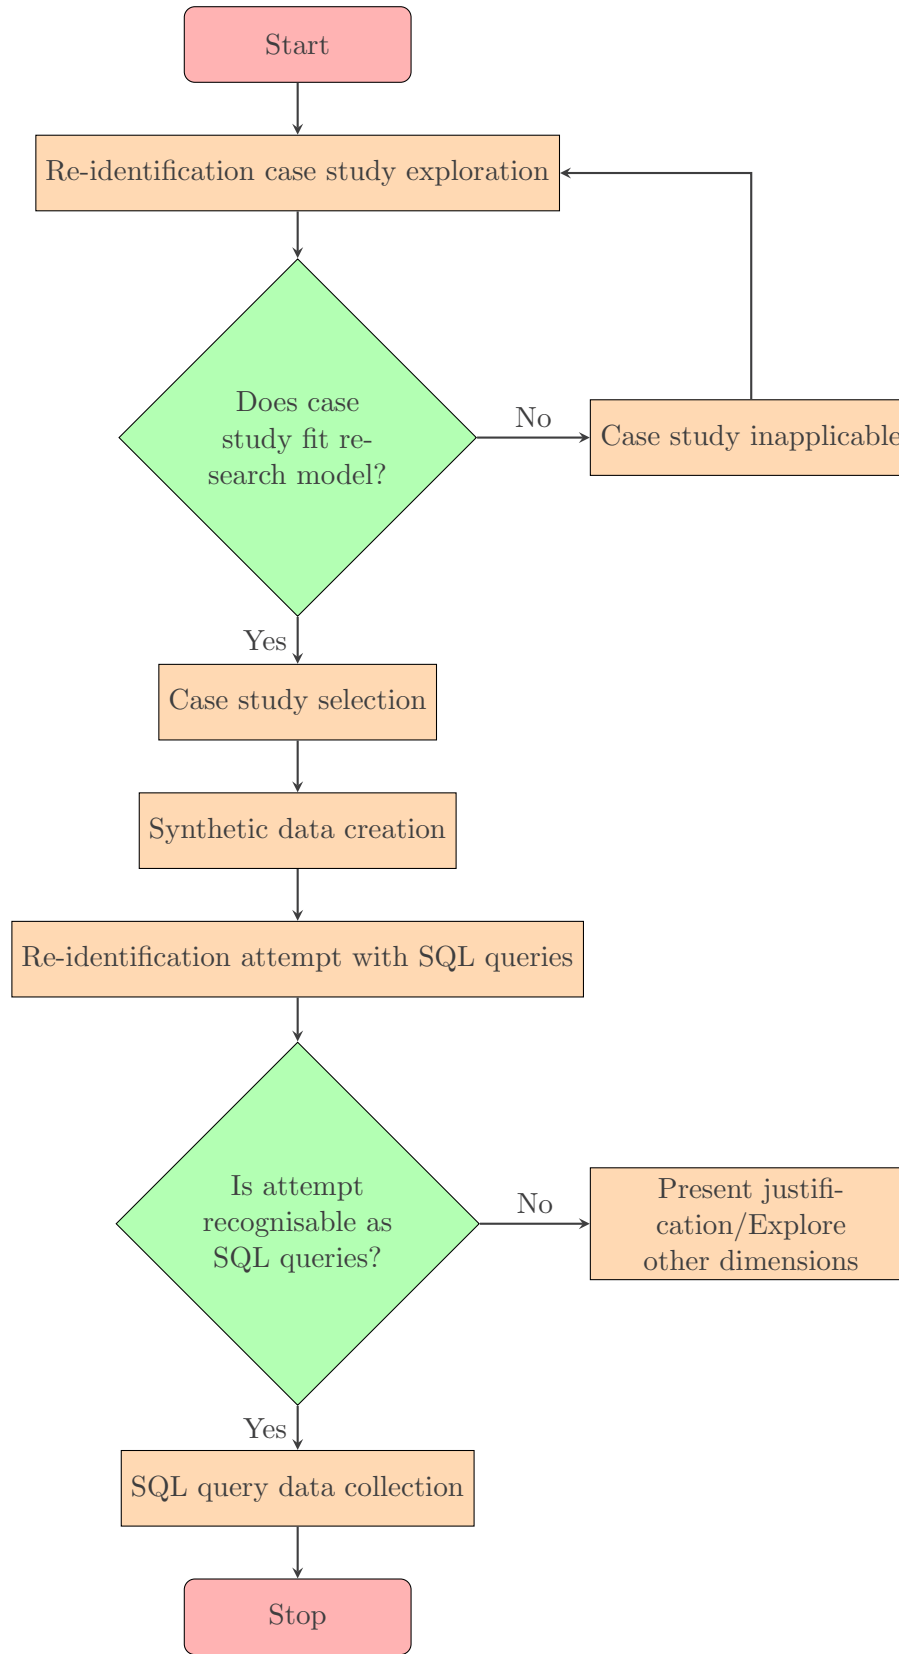 Start
Re-identification case study exploration
Does case
study fit re-
search model?
No
Case study inapplicable
Yes
Case study selection
Synthetic data creation
Re-identification attempt with SQL queries
Is attempt
recognisable as
SQL queries?
No
Present justifi-
cation/Explore
other dimensions
Yes
SQL query data collection
Stop